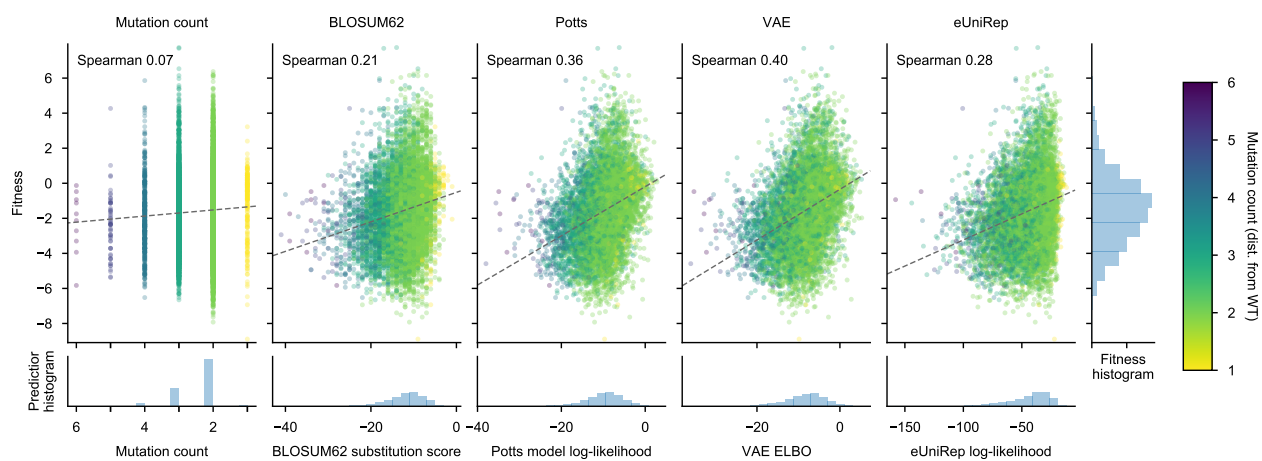 Mutation count
BLOSUM62
Potts
VAE
eUniRep
Spearman 0.07
Spearman 0.21
Spearman 0.36
Spearman 0.40
Spearman 0.28
Fitness
6
4
2
0
−2
−4
−6
−8
Prediction
histogram
6
4
2
Mutation count
−40
−20
0
BLOSUM62 substitution score
−40
−20
0
Potts model log-likelihood
−20
0
VAE ELBO
−150
−100
−50
eUniRep log-likelihood
Fitness
histogram
6
5
4
3
2
1
Mutation count (dist. from WT)